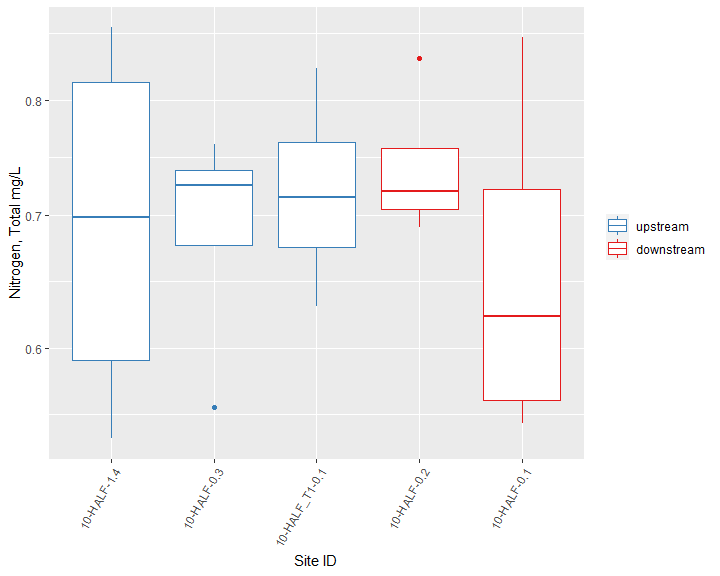 Nitrogen, Total mg/L
0.8
0.7
0.6
10-HALF-1.4
10-HALF-0.3
10-HALF_T1-0.1
10-HALF-0.2
10-HALF-0.1
Site ID
upstream
downstream